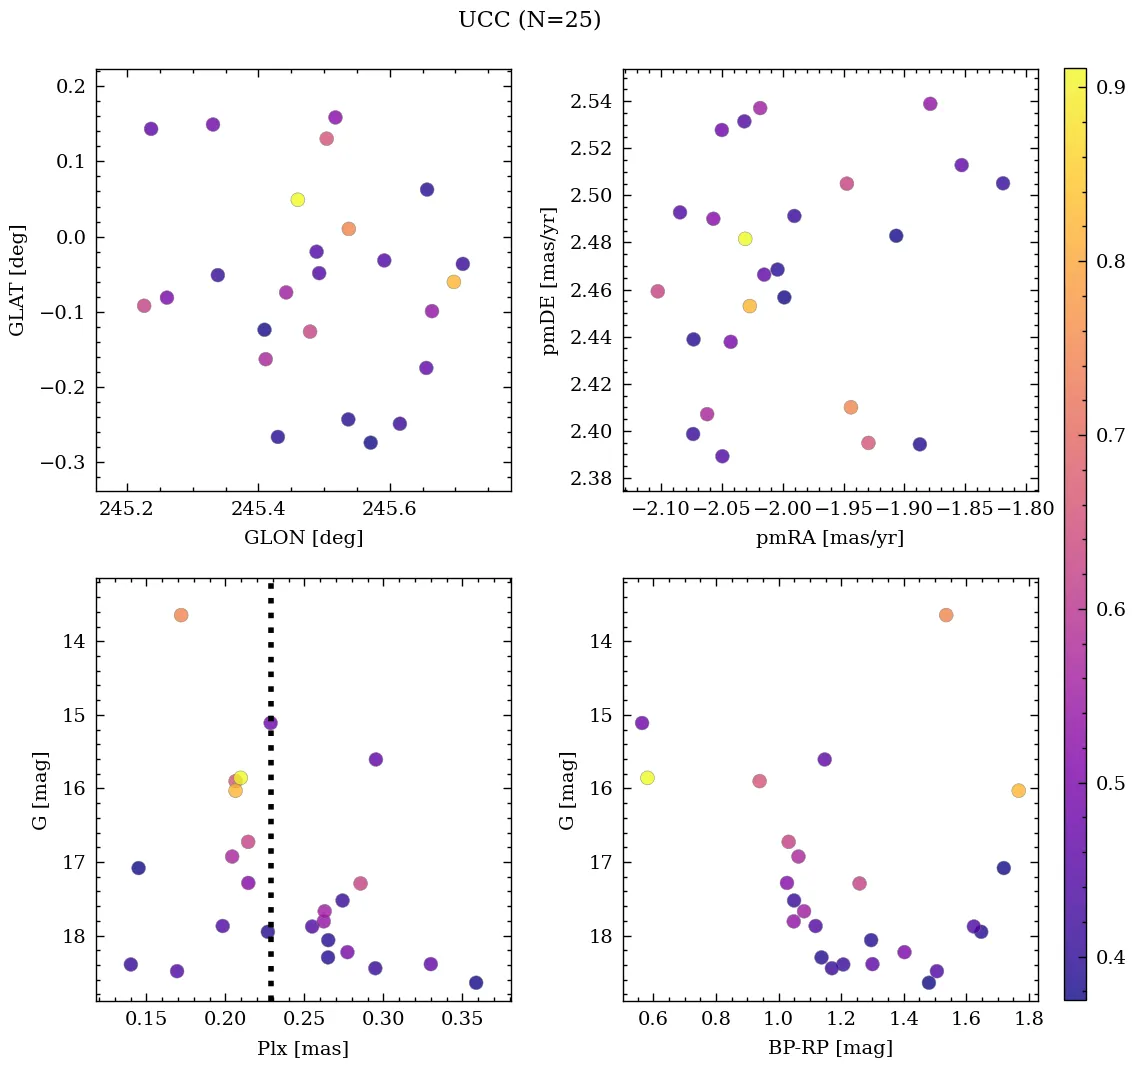 UCC (N=25)
0.2
0.1
0.0
−0.1
−0.2
−0.3
GLAT [deg]
245.2 245.4 245.6
GLON [deg]
2.54
2.52
2.50
2.48
2.46
2.44
2.42
2.40
2.38
pmDE [mas/yr]
−2.10 −2.05 −2.00 −1.95 −1.90 −1.85 −1.80
pmRA [mas/yr]
14
15
16
17
18
G [mag]
0.15 0.20 0.25 0.30 0.35
Plx [mas]
14
15
16
17
18
G [mag]
0.6 0.8 1.0 1.2 1.4 1.6 1.8
BP-RP [mag]
0.9
0.8
0.7
0.6
0.5
0.4